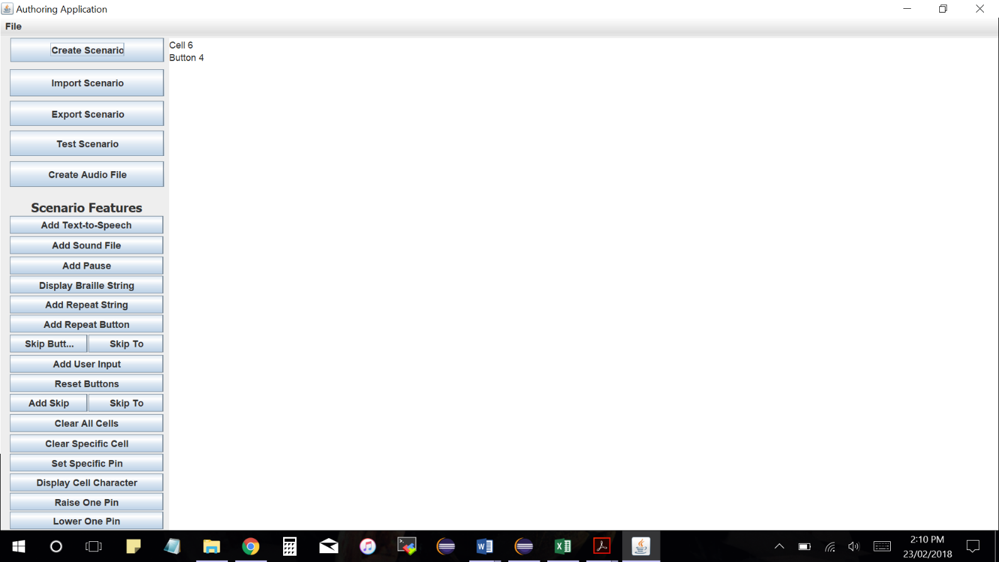 Authoring Application
File
Create Scenario
Import Scenario
Export Scenario
Test Scenario
Create Audio File
Scenario Features
Add Text-to-Speech
Add Sound File
Add Pause
Display Braille String
Add Repeat String
Add Repeat Button
Skip Butt... Skip To
Add User Input
Reset Buttons
Add Skip Skip To
Clear All Cells
Clear Specific Cell
Set Specific Pin
Display Cell Character
Raise One Pin
Lower One Pin
Cell 6
Button 4
2:10 PM
23/02/2018